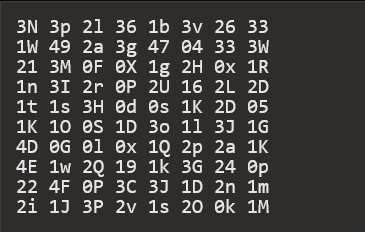 3N 3p 2l 36 1b 3v 26 33
1W 49 2a 3g 47 04 33 3W
21 3M 0F 0X 1g 2H 0x 1R
1n 3I 2r 0P 2U 16 2L 2D
1t 1s 3H 0d 0s 1K 2D 05
1K 1O 0S 1D 3o 1l 3J 1G
4D 0G 0l 0x 1Q 2p 2a 1K
4E 1w 2Q 19 1k 3G 24 0p
22 4F 0P 3C 3J 1D 2n 1m
2i 1J 3P 2v 1s 2O 0k 1M